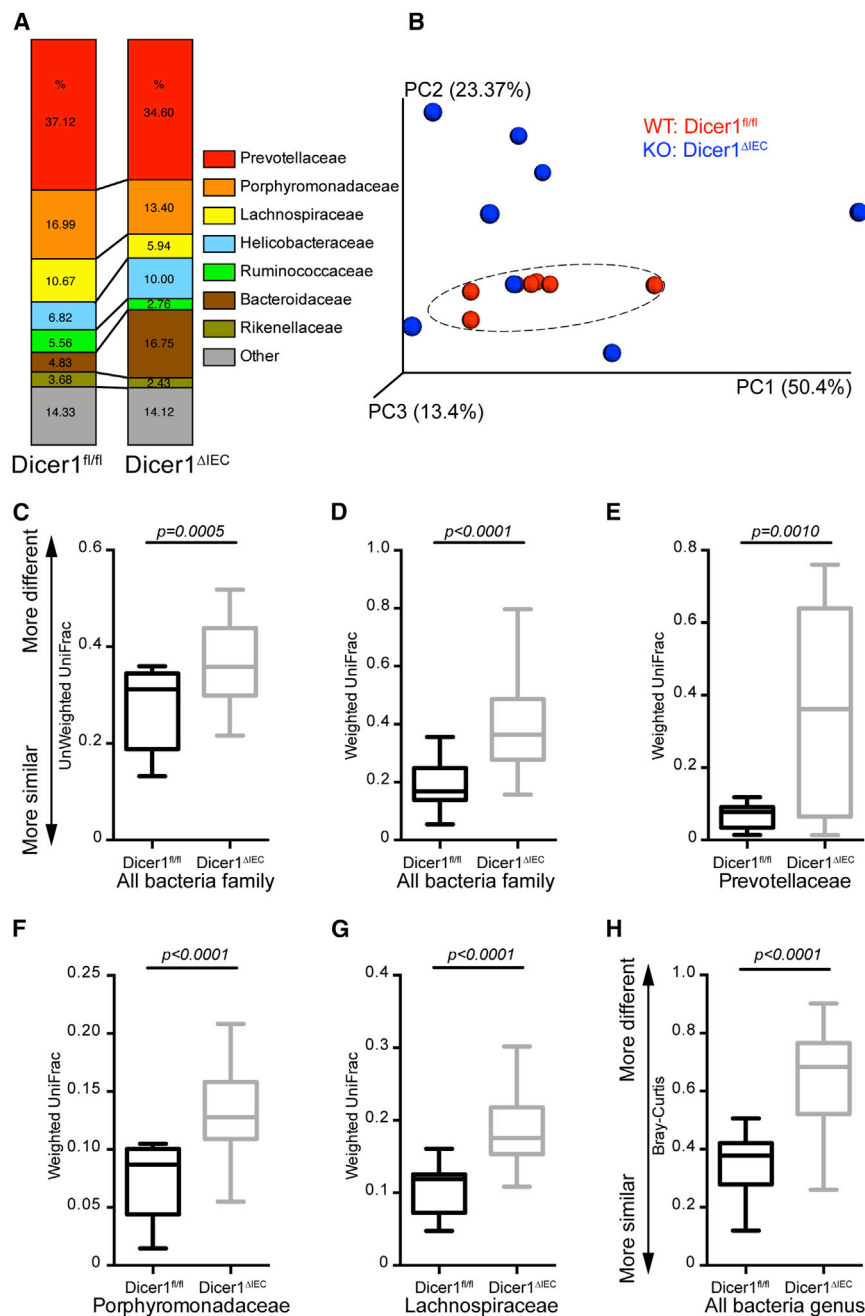 A
%
37.12
16.99
10.67
6.82
5.56
4.83
3.68
14.33
Dicer1fl/fl
%
34.60
13.40
5.94
10.00
2.76
16.75
2.43
14.12
Dicer1ΔIEC
Prevotellaceae
Porphyromonadaceae
Lachnospiraceae
Helicobacteraceae
Ruminococcaceae
Bacteroidaceae
Rikenellaceae
Other
B
PC2 (23.37%)
WT: Dicer1fl/fl
KO: Dicer1ΔIEC
PC1 (50.4%)
PC3 (13.4%)
C
More different
More similar
UnWeighted UniFrac
p=0.0005
0.6
0.4
0.2
0
Dicer1fl/fl Dicer1ΔIEC
All bacteria family
D
Weighted UniFrac
p<0.0001
1.0
0.8
0.6
0.4
0.2
0
Dicer1fl/fl Dicer1ΔIEC
All bacteria family
E
Weighted UniFrac
p=0.0010
0.8
0.6
0.4
0.2
0
Dicer1fl/fl Dicer1ΔIEC
Prevotellaceae
F
Weighted UniFrac
p<0.0001
0.25
0.20
0.15
0.10
0.05
0
Dicer1fl/fl Dicer1ΔIEC
Porphyromonadaceae
G
Weighted UniFrac
p<0.0001
0.4
0.3
0.2
0.1
0
Dicer1fl/fl Dicer1ΔIEC
Lachnospiraceae
H
More different
More similar
Bray-Curtis
p<0.0001
1.0
0.8
0.6
0.4
0.2
0
Dicer1fl/fl Dicer1ΔIEC
All bacteria genus